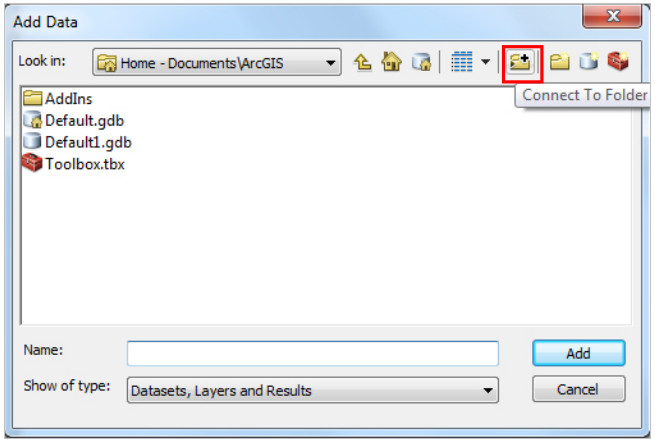 Add Data
Look in:
Home - Documents\ArcGIS
Connect To Folder
AddIns
Default.gdb
Default1.gdb
Toolbox.tbx
Name:
Add
Show of type:
Datasets, Layers and Results
Cancel